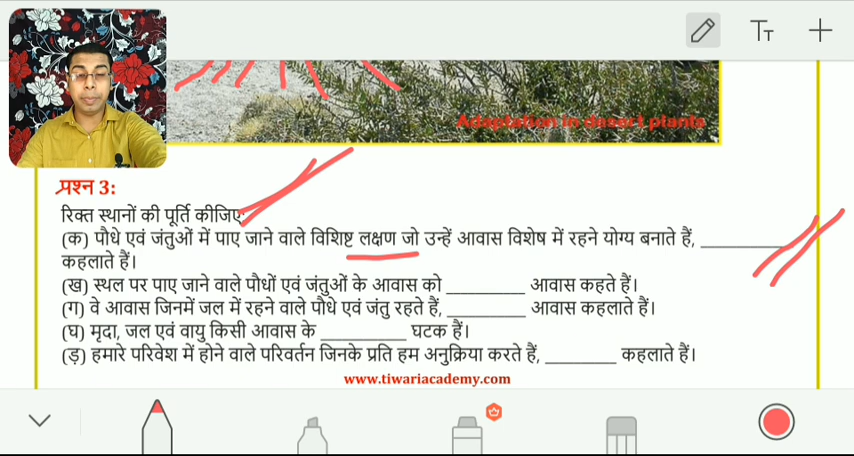 Adaptation in desert plants
प्रश्न 3:
रिक्त स्थानों की पूर्ति कीजिए
(क) पौधे एवं जंतुओं में पाए जाने वाले विशिष्ट लक्षण जो उन्हें आवास विशेष में रहने योग्य बनाते हैं, ________
कहलाते हैं।
(ख) स्थल पर पाए जाने वाले पौधों एवं जंतुओं के आवास को ________ आवास कहते हैं।
(ग) वे आवास जिनमें जल में रहने वाले पौधे एवं जंतु रहते हैं, ________ आवास कहलाते हैं।
(घ) मृदा, जल एवं वायु किसी आवास के ________ घटक हैं।
(ड़) हमारे परिवेश में होने वाले परिवर्तन जिनके प्रति हम अनुक्रिया करते हैं, ________ कहलाते हैं।
www.tiwariacademy.com